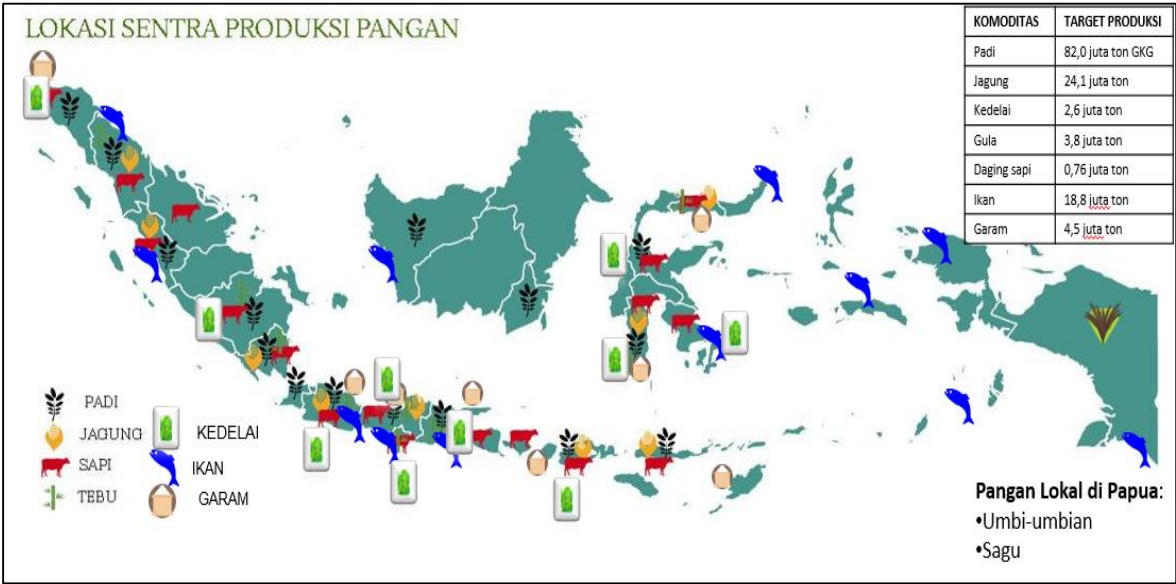 LOKASI SENTRA PRODUKSI PANGAN
KOMODITAS TARGET PRODUKSI
Padi 82,0 juta ton GKG
Jagung 24,1 juta ton
Kedelai 2,6 juta ton
Gula 3,8 juta ton
Daging sapi 0,76 juta ton
Ikan 18,8 juta ton
Garam 4,5 juta ton
PADI
JAGUNG
SAPI
TEBU
KEDELAI
IKAN
GARAM
Pangan Lokal di Papua:
•Umbi-umbian
•Sagu